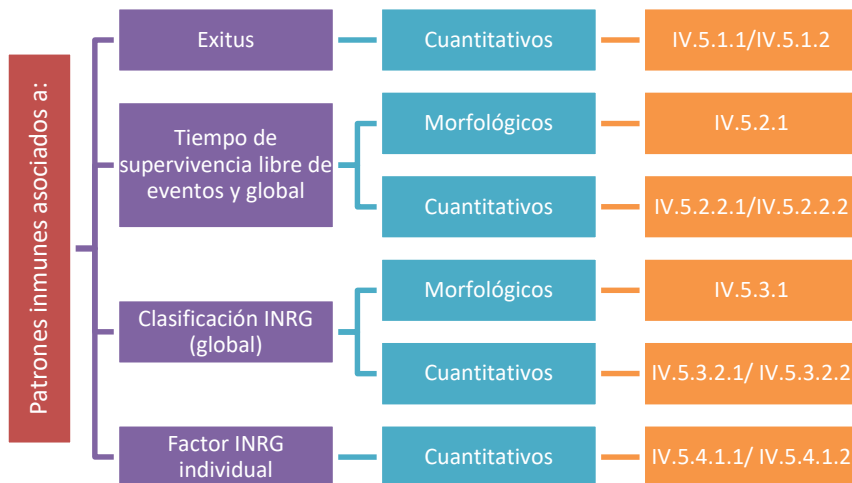 Patrones inmunes asociados a:
Exitus
Cuantitativos
IV.5.1.1/IV.5.1.2
Tiempo de
supervivencia libre de
eventos y global
Morfológicos
IV.5.2.1
Cuantitativos
IV.5.2.2.1/IV.5.2.2.2
Clasificación INRG
(global)
Morfológicos
IV.5.3.1
Cuantitativos
IV.5.3.2.1/ IV.5.3.2.2
Factor INRG
individual
Cuantitativos
IV.5.4.1.1/ IV.5.4.1.2